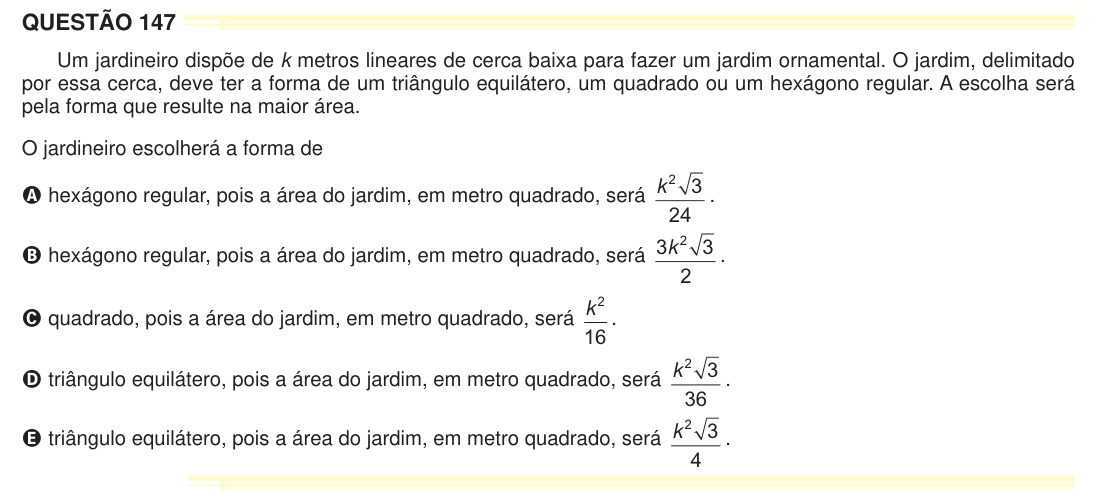 QUESTÃO 147
Um jardineiro dispõe de k metros lineares de cerca baixa para fazer um jardim ornamental. O jardim, delimitado
por essa cerca, deve ter a forma de um triângulo equilátero, um quadrado ou um hexágono regular. A escolha será
pela forma que resulte na maior área.
O jardineiro escolherá a forma de
A hexágono regular, pois a área do jardim, em metro quadrado, será k²√3/24.
B hexágono regular, pois a área do jardim, em metro quadrado, será 3k²√3/2.
C quadrado, pois a área do jardim, em metro quadrado, será k²/16.
D triângulo equilátero, pois a área do jardim, em metro quadrado, será k²√3/36.
E triângulo equilátero, pois a área do jardim, em metro quadrado, será k²√3/4.